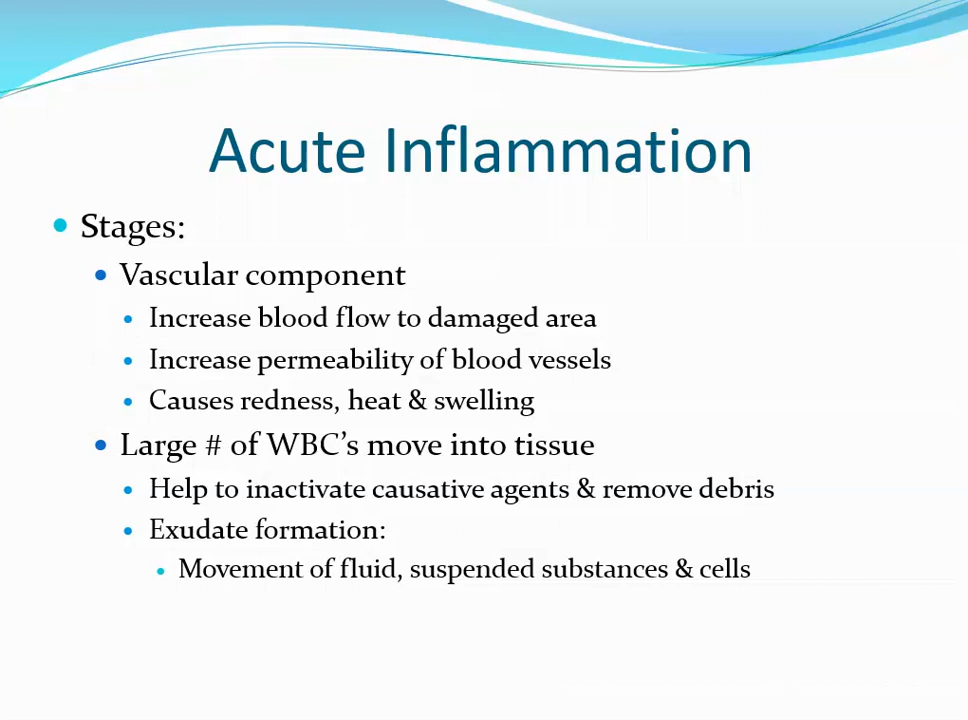 Acute Inflammation
Stages:
Vascular component
Increase blood flow to damaged area
Increase permeability of blood vessels
Causes redness, heat & swelling
Large # of WBC's move into tissue
Help to inactivate causative agents & remove debris
Exudate formation:
Movement of fluid, suspended substances & cells